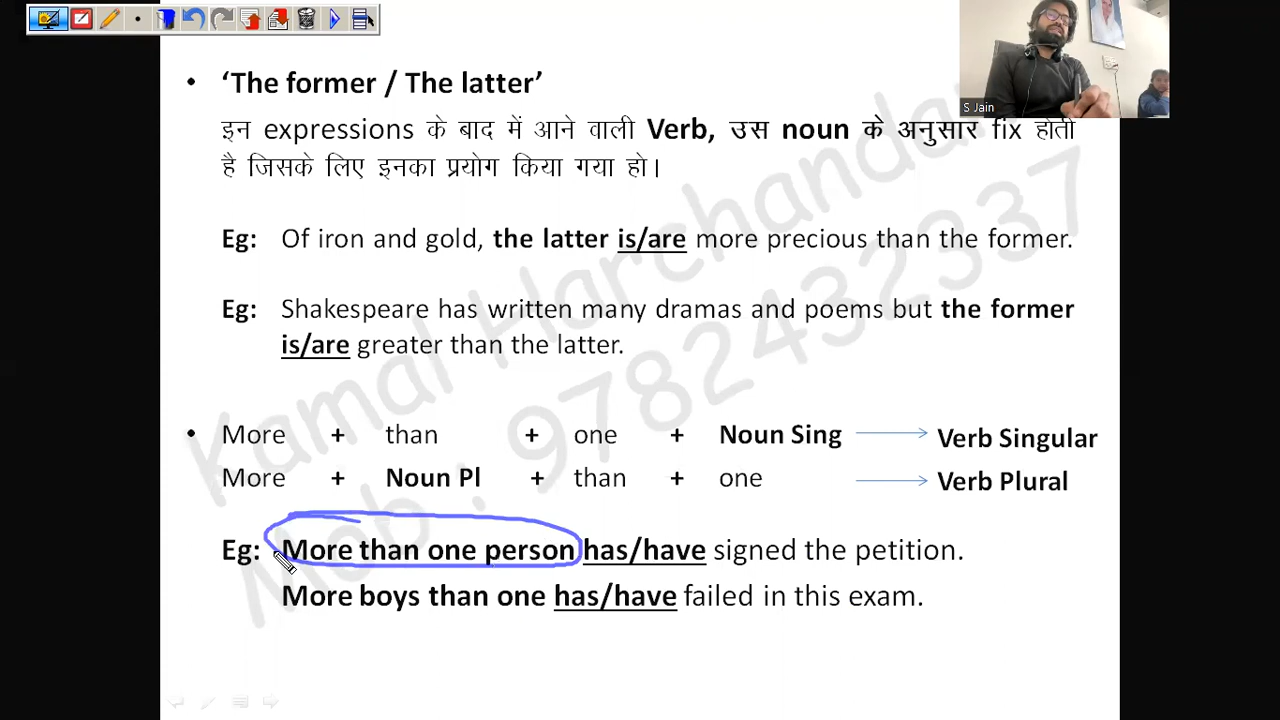 S Jain
• ‘The former / The latter’
इन expressions के बाद में आने वाली Verb, उस noun के अनुसार fix होती
है जिसके लिए इनका प्रयोग किया गया हो।
Eg: Of iron and gold, the latter is/are more precious than the former.
Eg: Shakespeare has written many dramas and poems but the former
is/are greater than the latter.
• More + than + one + Noun Sing → Verb Singular
More + Noun Pl + than + one → Verb Plural
Eg: More than one person has/have signed the petition.
More boys than one has/have failed in this exam.
Kamal Harchandani
Mob : 9782432337